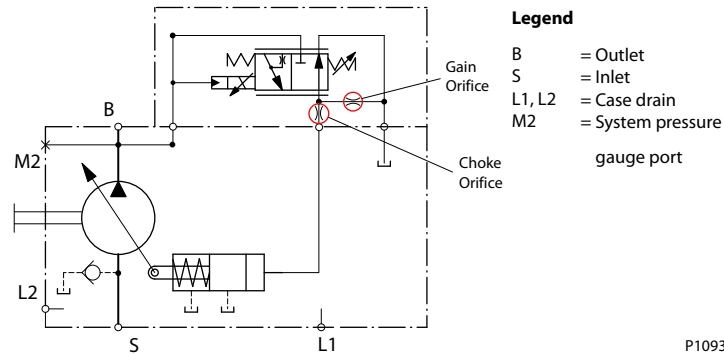 Legend
B = Outlet
S = Inlet
L1, L2 = Case drain
M2 = System pressure
gauge port
Gain
Orifice
Choke
Orifice
B
M2
L2
S
L1
P109382